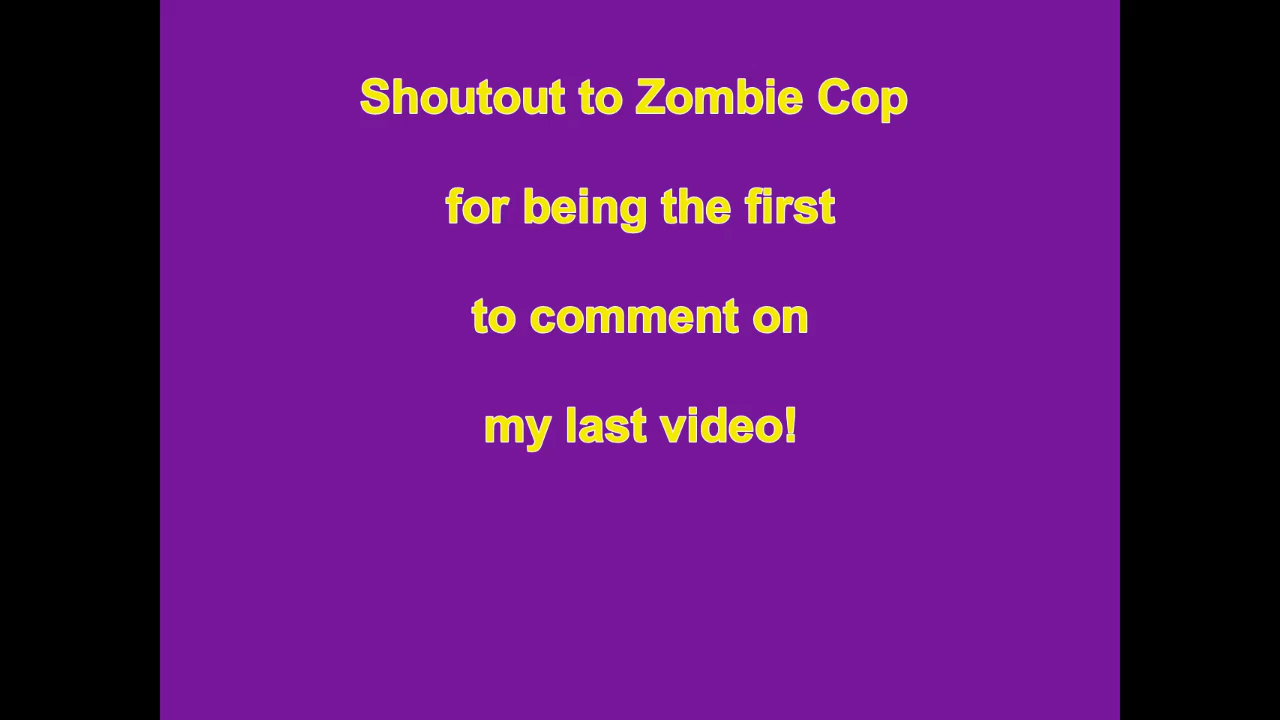 Shoutout to Zombie Cop
for being the first
to comment on
my last video!